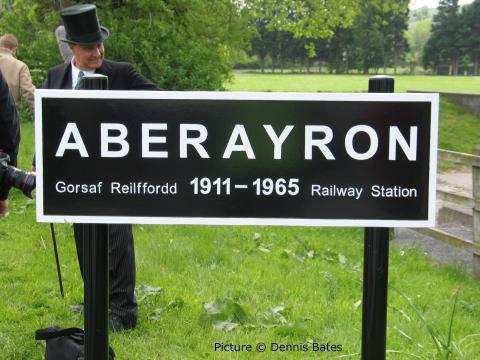 ABERAYRON
Gorsaf Reilffordd 1911-1965 Railway Station
Picture © Dennis Bates